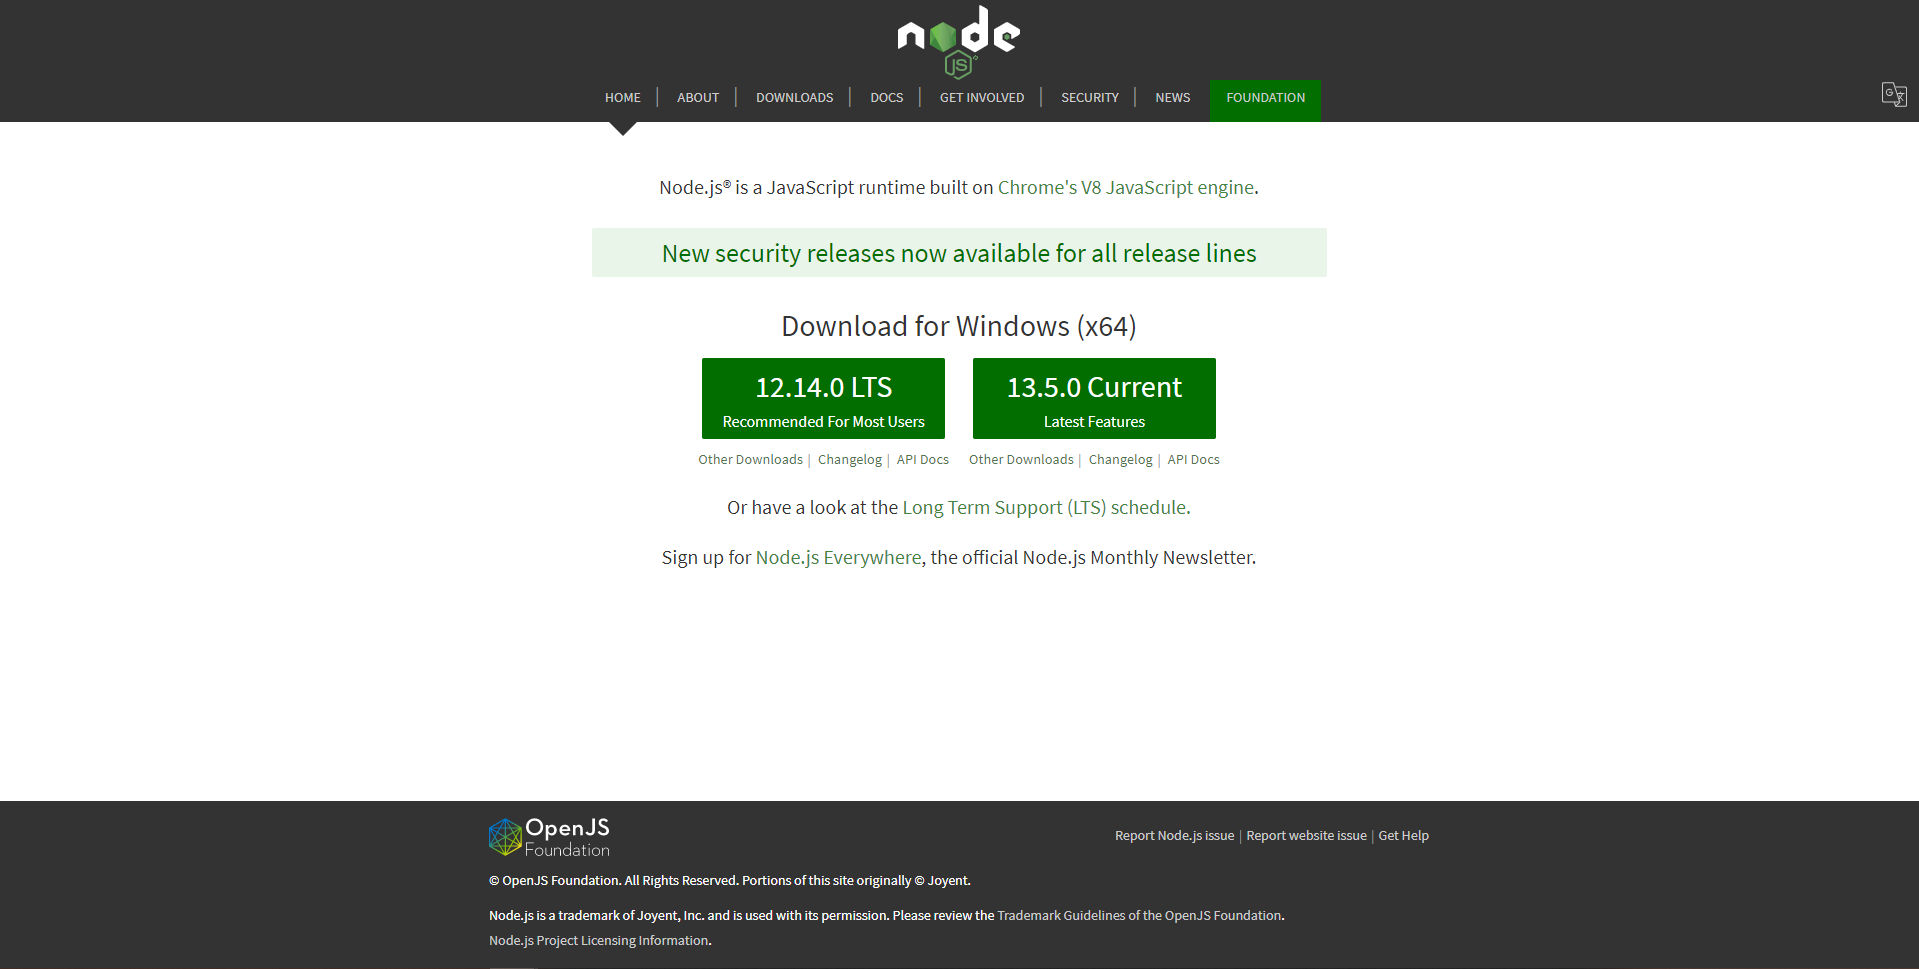 node
JS
HOME | ABOUT | DOWNLOADS | DOCS | GET INVOLVED | SECURITY | NEWS FOUNDATION
Node.js® is a JavaScript runtime built on Chrome's V8 JavaScript engine.
New security releases now available for all release lines
Download for Windows (x64)
12.14.0 LTS
Recommended For Most Users
13.5.0 Current
Latest Features
Other Downloads | Changelog | API Docs
Other Downloads | Changelog | API Docs
Or have a look at the Long Term Support (LTS) schedule.
Sign up for Node.js Everywhere, the official Node.js Monthly Newsletter.
OpenJS
Foundation
Report Node.js issue | Report website issue | Get Help
© OpenJS Foundation. All Rights Reserved. Portions of this site originally © Joyent.
Node.js is a trademark of Joyent, Inc. and is used with its permission. Please review the Trademark Guidelines of the OpenJS Foundation.
Node.js Project Licensing Information.